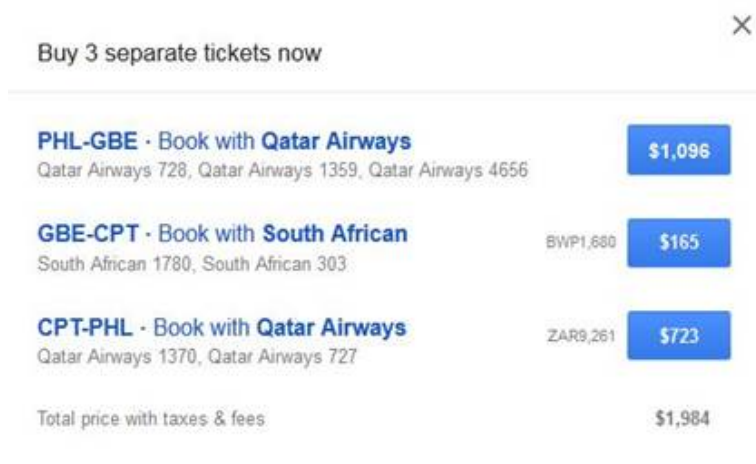 Buy 3 separate tickets now
PHL-GBE · Book with Qatar Airways
$1,096
Qatar Airways 728, Qatar Airways 1359, Qatar Airways 4656
GBE-CPT · Book with South African
BWP1,680 $165
South African 1780, South African 303
CPT-PHL · Book with Qatar Airways
ZAR9,261 $723
Qatar Airways 1370, Qatar Airways 727
Total price with taxes & fees $1,984